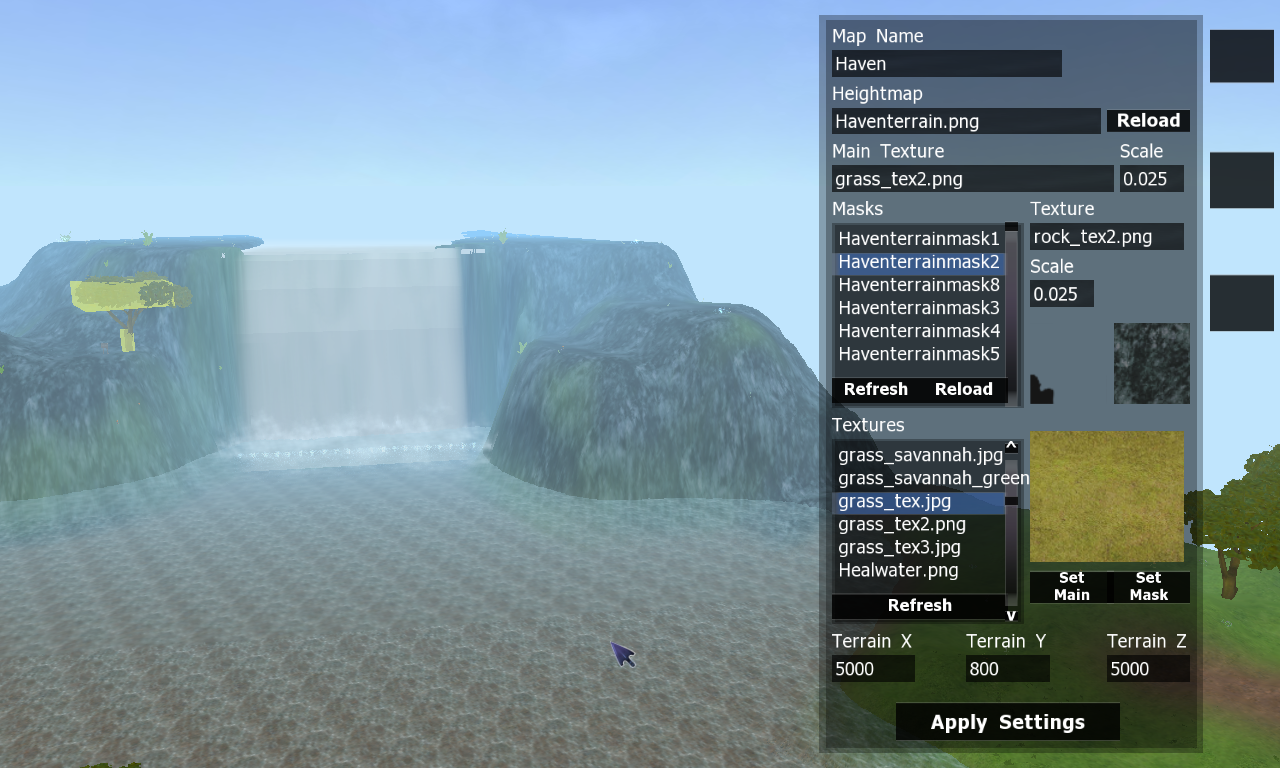 Map Name
Haven
Heightmap
Haventerrain.png Reload
Main Texture Scale
grass_tex2.png 0.025
Masks Texture
Haventerrainmask1 rock_tex2.png
Haventerrainmask2 Scale
Haventerrainmask8 0.025
Haventerrainmask3
Haventerrainmask4
Haventerrainmask5
Refresh Reload
Textures
grass_savannah.jpg
grass_savannah_green
grass_tex.jpg
grass_tex2.png
grass_tex3.jpg
Healwater.png
Set Main Set Mask
Refresh
Terrain X Terrain Y Terrain Z
5000 800 5000
Apply Settings